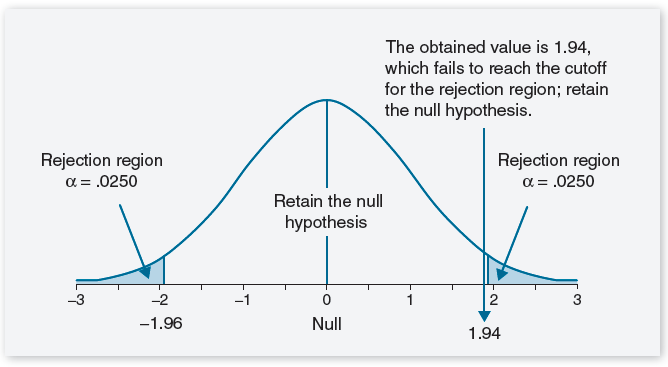 The obtained value is 1.94,
which fails to reach the cutoff
for the rejection region; retain
the null hypothesis.
Rejection region
α = .0250
Rejection region
α = .0250
Retain the null
hypothesis
–3 –2 –1 0 1 2 3
–1.96 Null 1.94